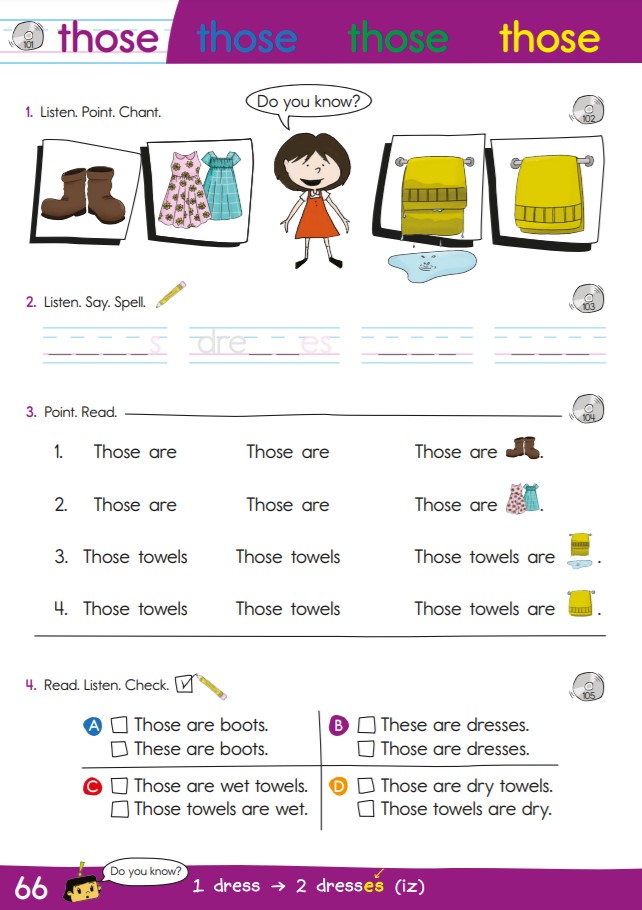 101 those those those those
1. Listen. Point. Chant.
Do you know?
102
2. Listen. Say. Spell.
103
_ _ _ _ s dre _ _ es _ _ _ _ _ _ _
3. Point. Read.
104
1. Those are Those are Those are .
2. Those are Those are Those are .
3. Those towels Those towels Those towels are .
4. Those towels Those towels Those towels are .
4. Read. Listen. Check.
105
A Those are boots.
These are boots.
B These are dresses.
Those are dresses.
C Those are wet towels.
Those towels are wet.
D Those are dry towels.
Those towels are dry.
66 Do you know? 1 dress → 2 dresses (iz)